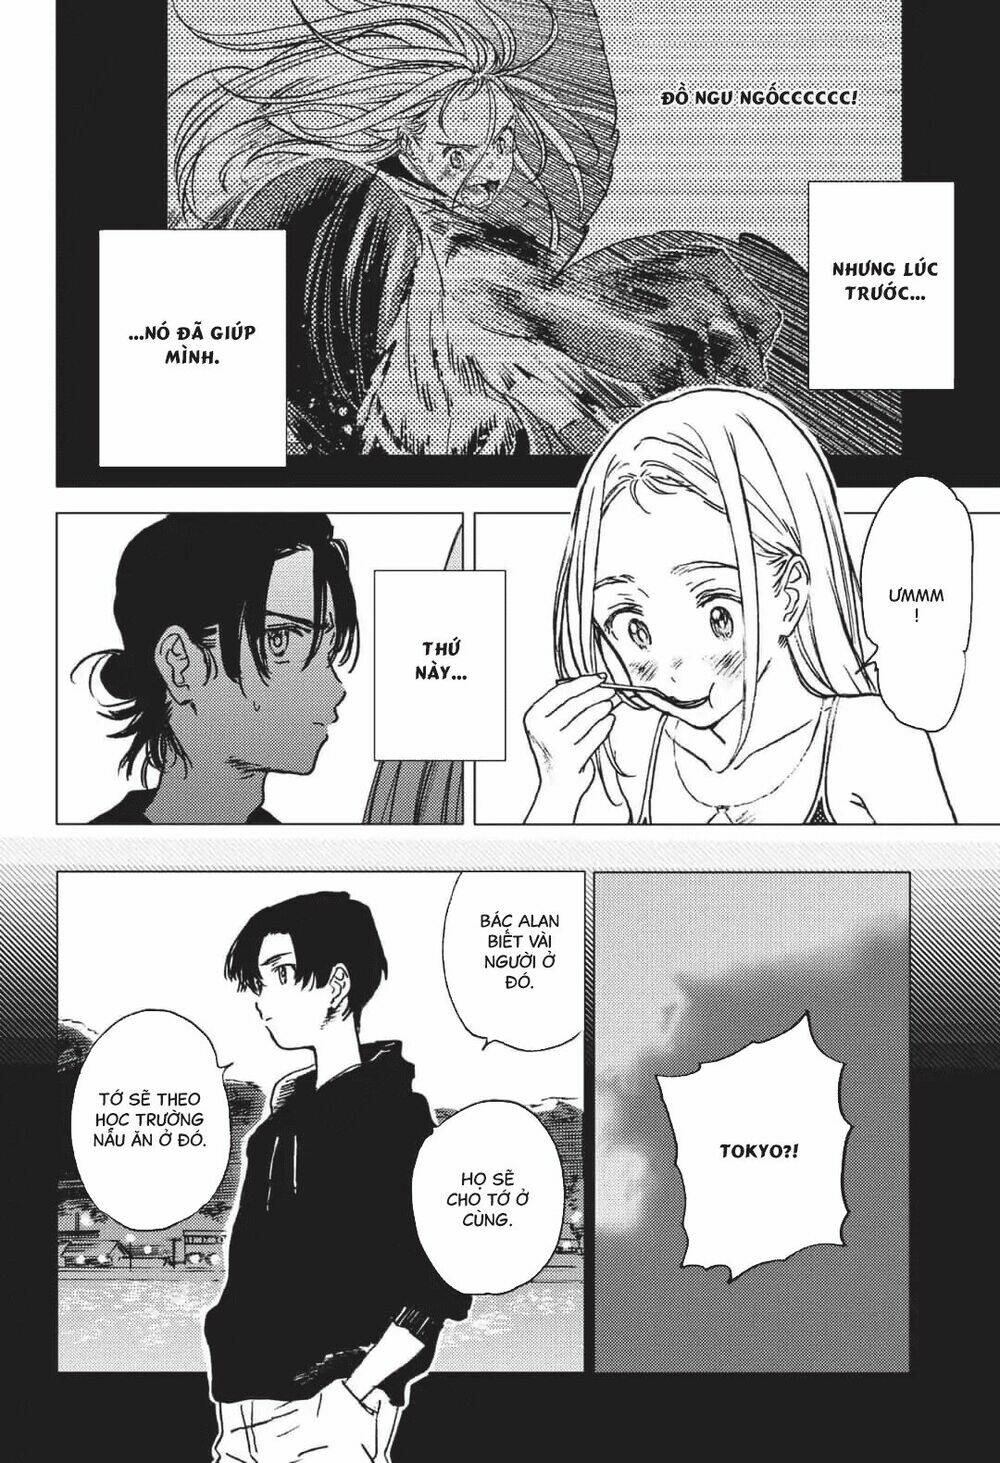 ĐỒ NGU NGỐCCCCCC!
NHƯNG LÚC
TRƯỚC...
...NÓ ĐÃ GIÚP
MÌNH.
ƯMMM
!
THỨ
NÀY...
TOKYO?!
BÁC ALAN
BIẾT VÀI
NGƯỜI Ở
ĐÓ.
HỌ SẼ
CHO TỚ Ở
CÙNG.
TỚ SẼ THEO
HỌC TRƯỜNG
NẤU ĂN Ở ĐÓ.